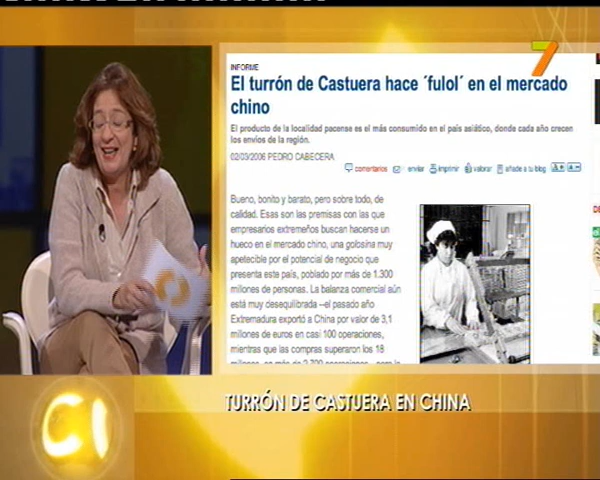 7
INFORME
El turrón de Castuera hace ´fulol´ en el mercado
chino
El producto de la localidad pacense es el más consumido en el país asiático, donde cada año crecen
los envíos de la región.
02/03/2006 PEDRO CABECERA
comentarios enviar imprimir valorar añade a tu blog
Bueno, bonito y barato, pero sobre todo, de
calidad. Esas son las premisas con las que
empresarios extremeños buscan hacerse un
hueco en el mercado chino, una golosina muy
apetecible por el potencial de negocio que
presenta este país, poblado por más de 1.300
millones de personas. La balanza comercial aún
está muy desequilibrada --el pasado año
Extremadura exportó a China por valor de 3,1
millones de euros en casi 100 operaciones,
mientras que las compras superaron los 18
TURRÓN DE CASTUERA EN CHINA